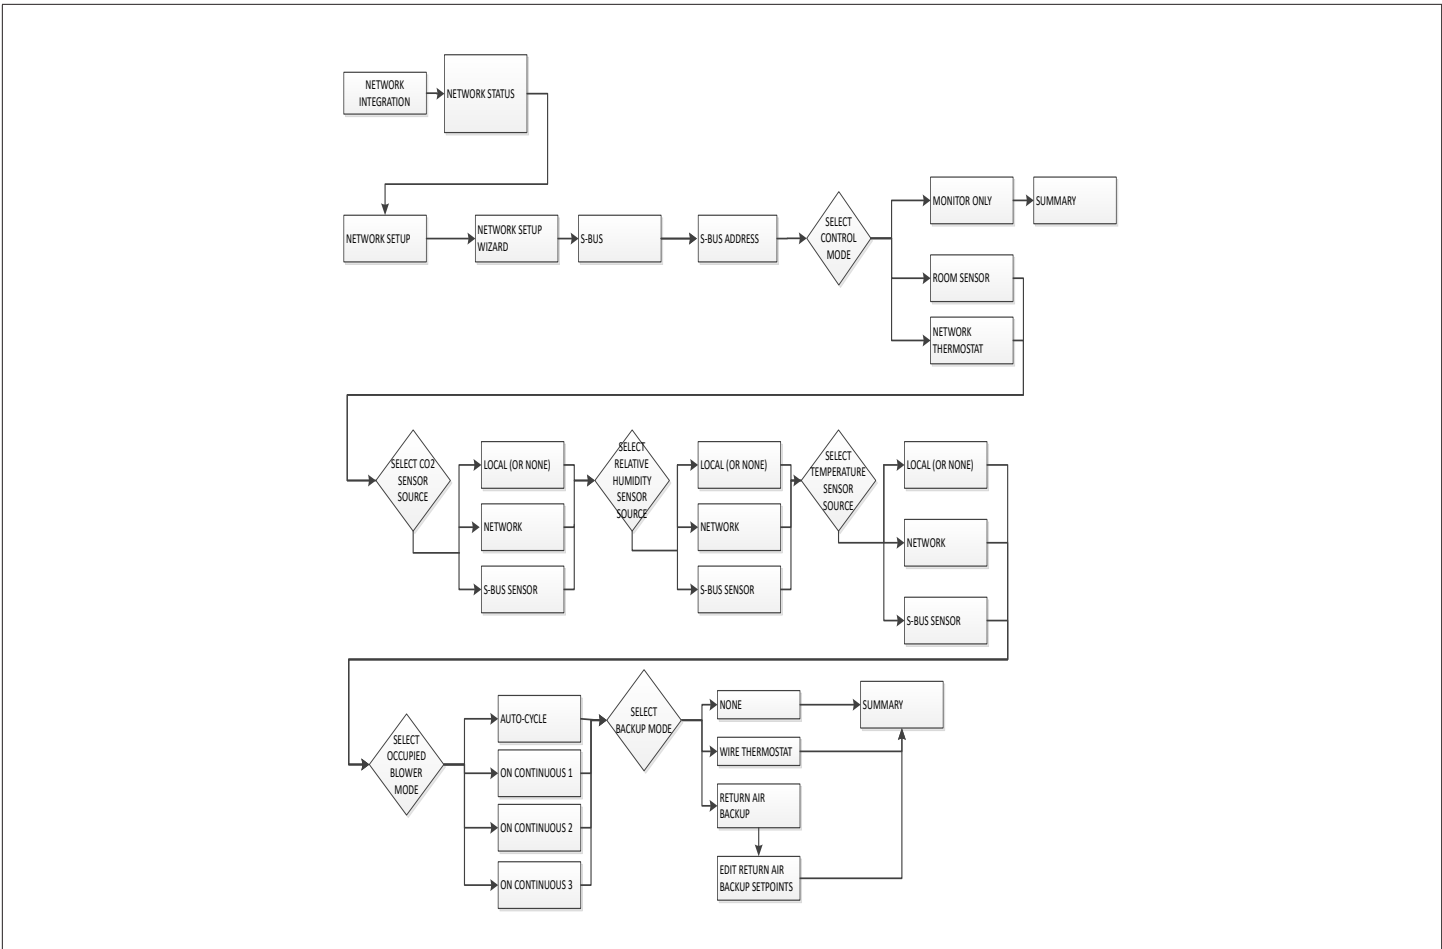 NETWORK
INTEGRATION
NETWORK STATUS
NETWORK SETUP
NETWORK SETUP
WIZARD
S-BUS
S-BUS ADDRESS
SELECT
CONTROL
MODE
MONITOR ONLY
SUMMARY
ROOM SENSOR
NETWORK
THERMOSTAT
SELECT CO2
SENSOR
SOURCE
LOCAL (OR NONE)
NETWORK
S-BUS SENSOR
SELECT
RELATIVE
HUMIDITY
SENSOR
SOURCE
LOCAL (OR NONE)
NETWORK
S-BUS SENSOR
SELECT
TEMPERATURE
SENSOR
SOURCE
LOCAL (OR NONE)
NETWORK
S-BUS SENSOR
SELECT
OCCUPIED
BLOWER
MODE
AUTO-CYCLE
ON CONTINUOUS 1
ON CONTINUOUS 2
ON CONTINUOUS 3
SELECT
BACKUP MODE
NONE
SUMMARY
WIRE THERMOSTAT
RETURN AIR
BACKUP
EDIT RETURN AIR
BACKUP SETPOINTS